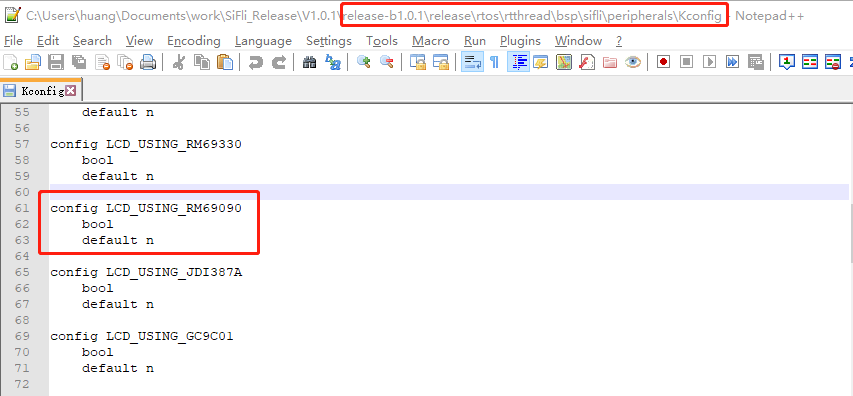 C:\Users\huang\Documents\work\SiFli_Release\V1.0.1\release-b1.0.1\release\rtos\rtthread\bsp\sifli\peripherals\Kconfig - Notepad++
File Edit Search View Encoding Language Settings Tools Macro Run Plugins Window ?
Kconfig
55 default n
56
57 config LCD_USING_RM69330
58 bool
59 default n
60
61 config LCD_USING_RM69090
62 bool
63 default n
64
65 config LCD_USING_JDI387A
66 bool
67 default n
68
69 config LCD_USING_GC9C01
70 bool
71 default n
72